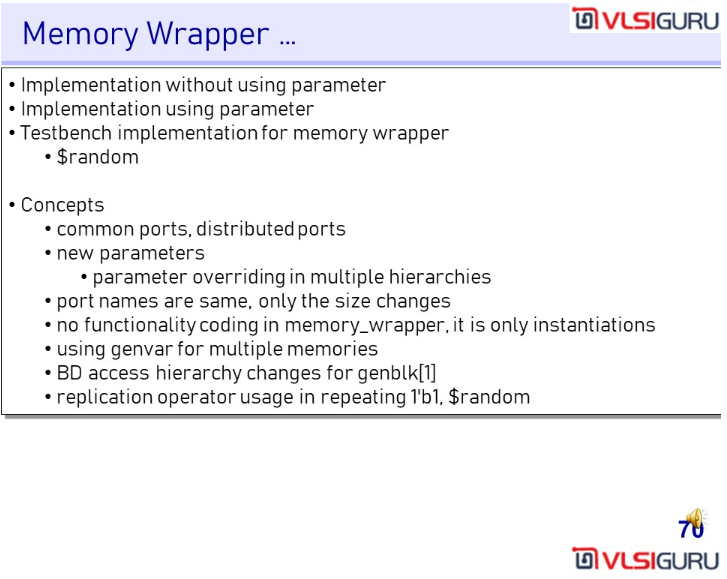 VLSIGURU
Memory Wrapper ...
• Implementation without using parameter
• Implementation using parameter
• Testbench implementation for memory wrapper
• $random
• Concepts
• common ports, distributed ports
• new parameters
• parameter overriding in multiple hierarchies
• port names are same, only the size changes
• no functionality coding in memory_wrapper, it is only instantiations
• using genvar for multiple memories
• BD access hierarchy changes for genblk[1]
• replication operator usage in repeating 1'b1, $random
70
VLSIGURU